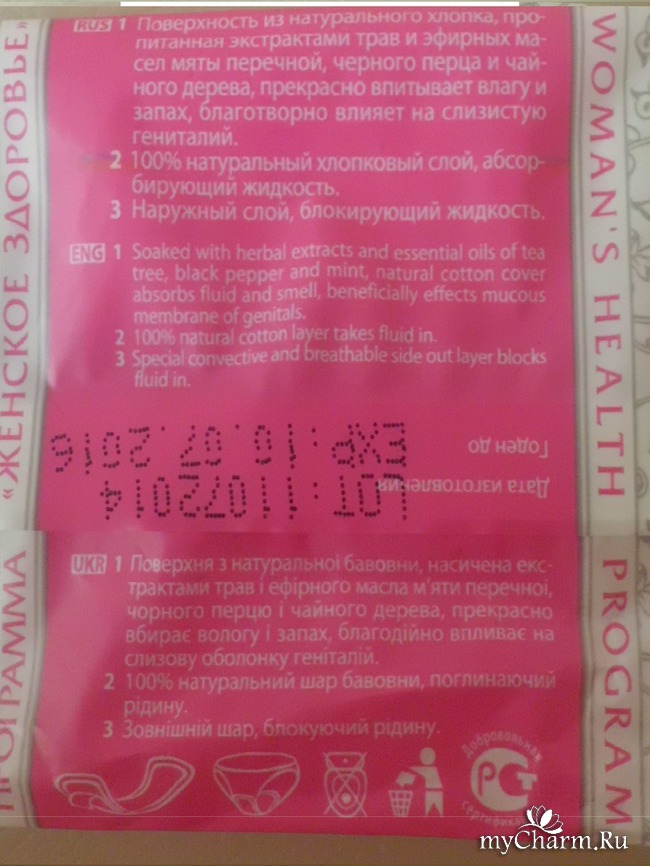 RUS 1 Поверхность из натурального хлопка, про-
питанная экстрактами трав и эфирных ма-
сел мяты перечной, черного перца и чай-
ного дерева, прекрасно впитывает влагу и
запах, благотворно влияет на слизистую
гениталий.
2 100% натуральный хлопковый слой, абсор-
бирующий жидкость.
3 Наружный слой, блокирующий жидкость.
ENG 1 Soaked with herbal extracts and essential oils of tea
tree, black pepper and mint, natural cotton cover
absorbs fluid and smell, beneficially effects mucous
membrane of genitals.
2 100% natural cotton layer takes fluid in.
3 Special convective and breathable side out layer blocks
fluid in.
Годен до EXP:10.07.2016
Дата изготовления LOT:11072014
UKR 1 Поверхня з натуральної бавовни, насичена екс-
трактами трав і ефірного масла м'яти перечної,
чорного перцю і чайного дерева, прекрасно
вбирає вологу і запах, благодійно впливає на
слизову оболонку геніталій.
2 100% натуральний шар бавовни, поглинаючий
рідину.
3 Зовнішній шар, блокуючий рідину.
ПРОГРАММА «ЖЕНСКОЕ ЗДОРОВЬЕ»
WOMAN'S HEALTH PROGRAM
Добровольная
РСТ
myCharm.Ru